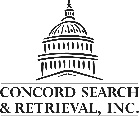 CONCORD SEARCH
& RETRIEVAL, INC.